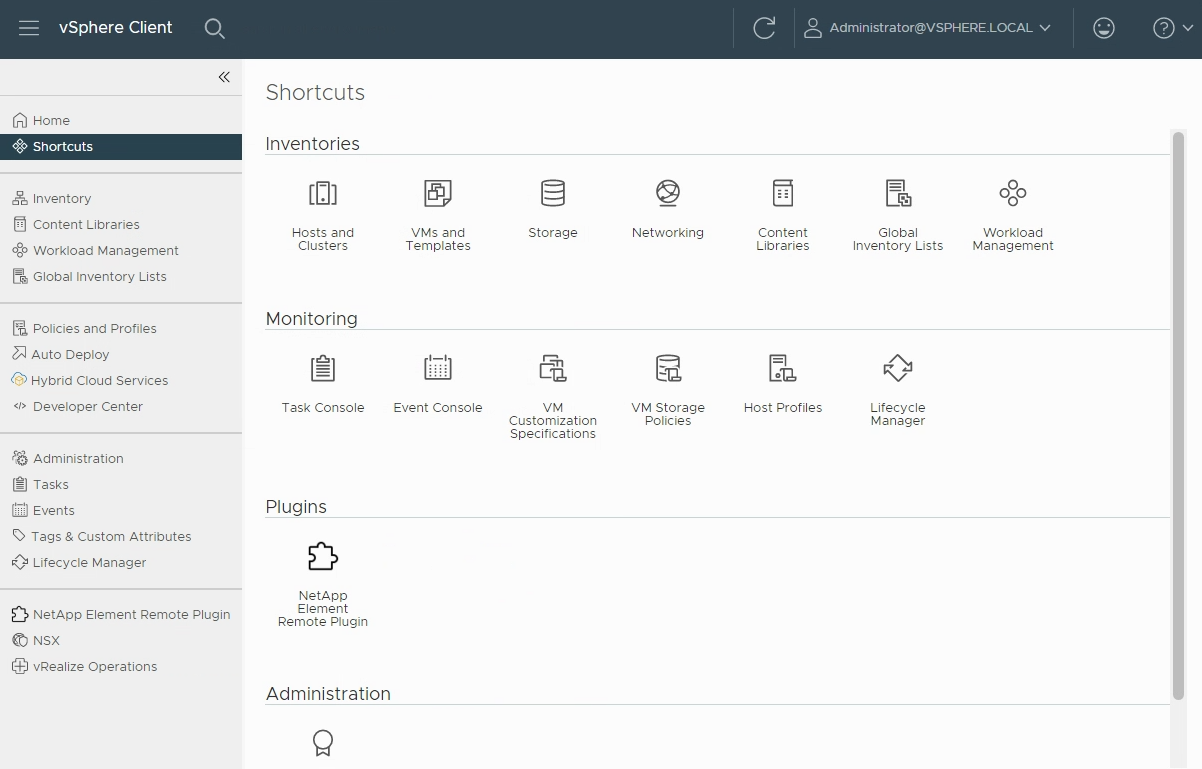 vSphere Client
Administrator@VSPHERE.LOCAL
Home
Shortcuts
Inventory
Content Libraries
Workload Management
Global Inventory Lists
Policies and Profiles
Auto Deploy
Hybrid Cloud Services
Developer Center
Administration
Tasks
Events
Tags & Custom Attributes
Lifecycle Manager
NetApp Element Remote Plugin
NSX
vRealize Operations
Shortcuts
Inventories
Hosts and
Clusters
VMs and
Templates
Storage
Networking
Content
Libraries
Global
Inventory Lists
Workload
Management
Monitoring
Task Console
Event Console
VM
Customization
Specifications
VM Storage
Policies
Host Profiles
Lifecycle
Manager
Plugins
NetApp
Element
Remote Plugin
Administration